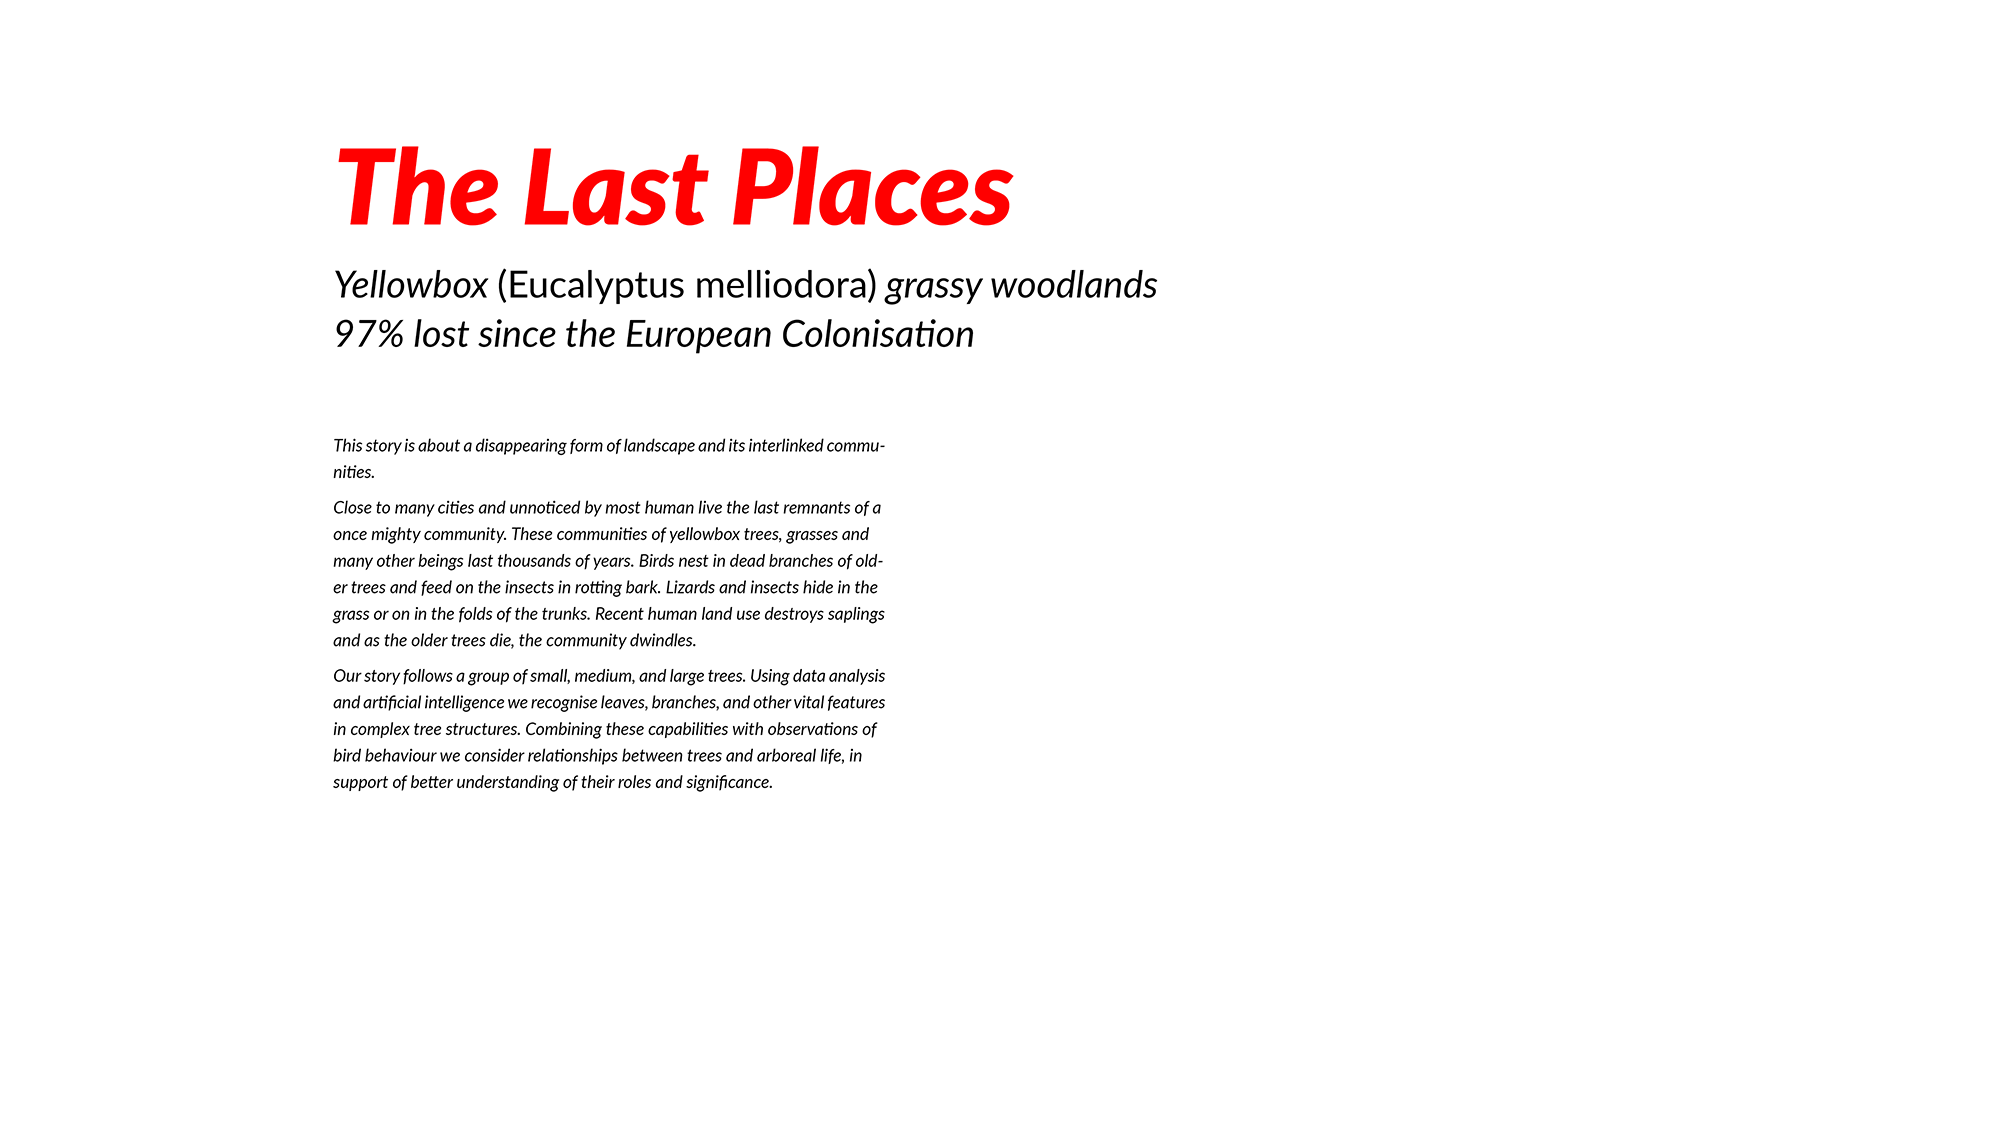 The Last Places
Yellowbox (Eucalyptus melliodora) grassy woodlands
97% lost since the European Colonisation
This story is about a disappearing form of landscape and its interlinked commu-
nities.
Close to many cities and unnoticed by most human live the last remnants of a
once mighty community. These communities of yellowbox trees, grasses and
many other beings last thousands of years. Birds nest in dead branches of old-
er trees and feed on the insects in rotting bark. Lizards and insects hide in the
grass or on in the folds of the trunks. Recent human land use destroys saplings
and as the older trees die, the community dwindles.
Our story follows a group of small, medium, and large trees. Using data analysis
and artificial intelligence we recognise leaves, branches, and other vital features
in complex tree structures. Combining these capabilities with observations of
bird behaviour we consider relationships between trees and arboreal life, in
support of better understanding of their roles and significance.